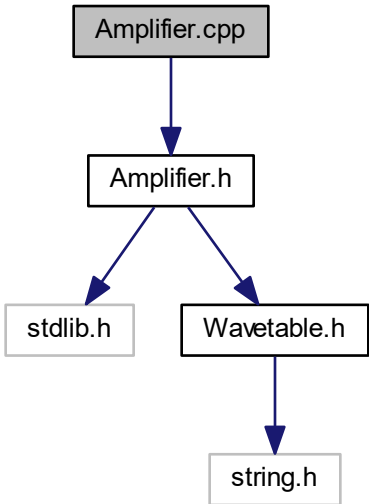 Amplifier.cpp
Amplifier.h
stdlib.h
Wavetable.h
string.h